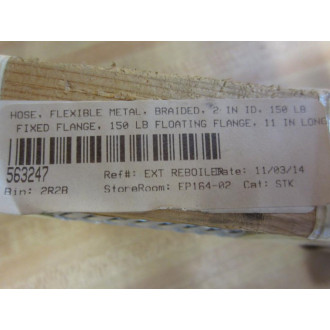 HOSE, FLEXIBLE METAL, BRAIDED, 2 IN ID, 150 LB
FIXED FLANGE, 150 LB FLOATING FLANGE, 11 IN LONG
563247
Ref#: EXT REBOILER Date: 11/03/14
Bin: 2R2B StoreRoom: FP164-02 Cat: STK